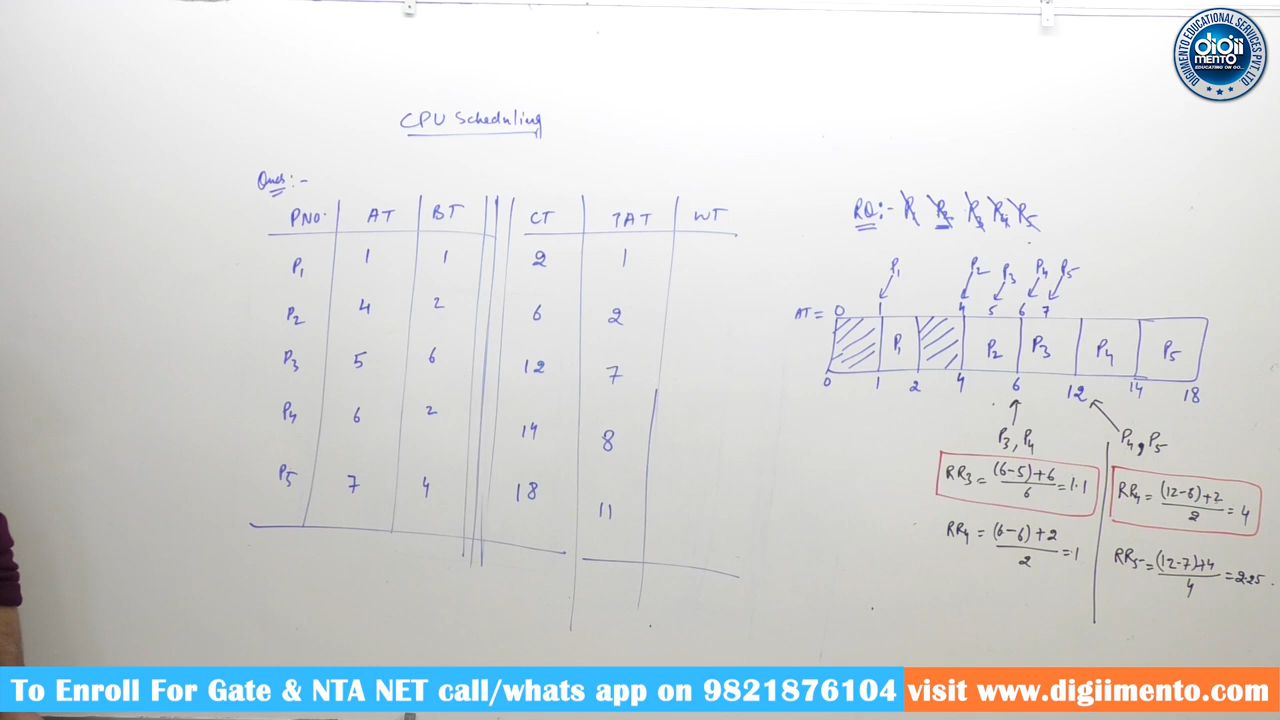 DIGIIMENTO EDUCATIONAL SERVICES PVT. LTD
digii
MENTO
EDUCATING ON GO...
CPU Scheduling
Ques:-
PNO. AT BT CT TAT WT
P1 1 1 2 1
P2 4 2 6 2
P3 5 6 12 7
P4 6 2 14 8
P5 7 4 18 11
RQ:- P1 P2 P3 P4 P5
P1 P2 P3 P4 P5
AT = 0 1 4 5 6 7
P1 P2 P3 P4 P5
0 1 2 4 6 12 14 18
P3, P4
RR3 = (6-5)+6/6 = 1.1
RR4 = (6-6)+2/2 = 1
P4, P5
RR4 = (12-6)+2/2 = 4
RR5 = (12-7)+4/4 = 2.25
To Enroll For Gate & NTA NET call/whats app on 9821876104 visit www.digiimento.com